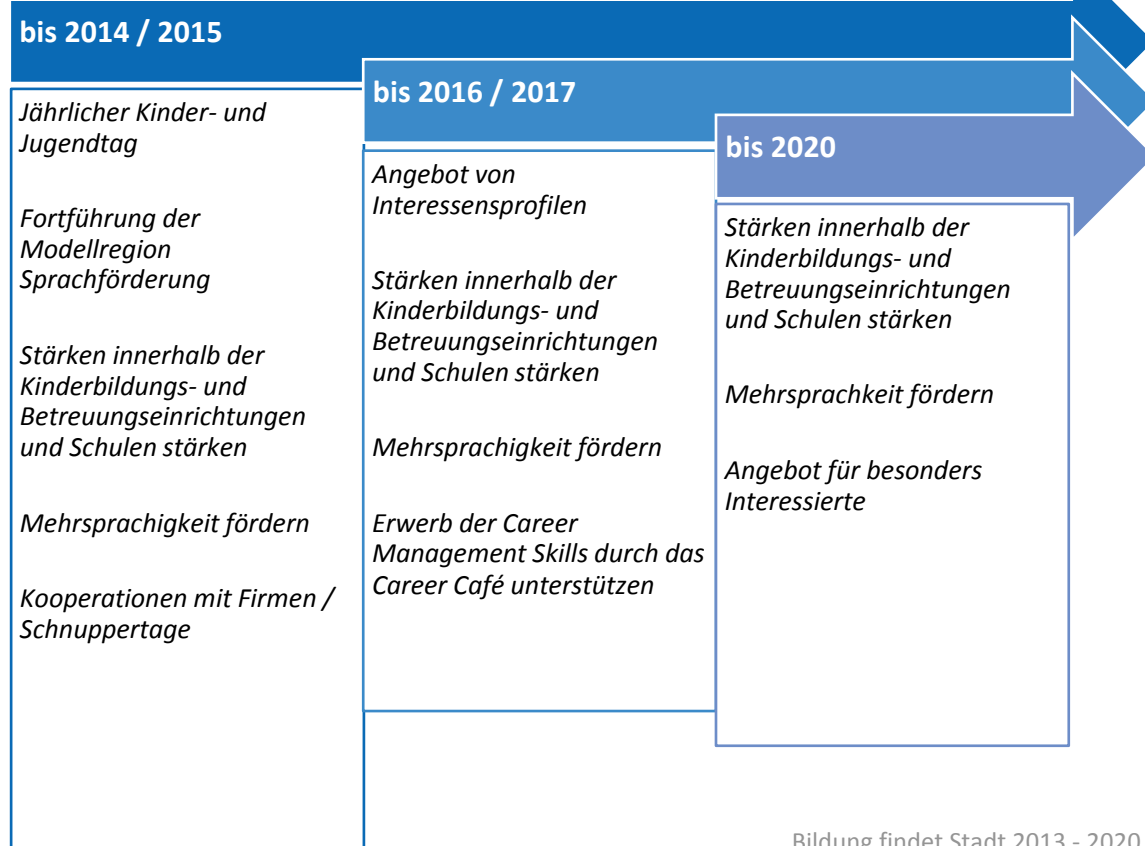 bis 2014 / 2015
Jährlicher Kinder- und
Jugendtag
Fortführung der
Modellregion
Sprachförderung
Stärken innerhalb der
Kinderbildungs- und
Betreuungseinrichtungen
und Schulen stärken
Mehrsprachigkeit fördern
Kooperationen mit Firmen /
Schnuppertage
bis 2016 / 2017
Angebot von
Interessensprofilen
Stärken innerhalb der
Kinderbildungs- und
Betreuungseinrichtungen
und Schulen stärken
Mehrsprachigkeit fördern
Erwerb der Career
Management Skills durch das
Career Café unterstützen
bis 2020
Stärken innerhalb der
Kinderbildungs- und
Betreuungseinrichtungen
und Schulen stärken
Mehrsprachkeit fördern
Angebot für besonders
Interessierte
Bildung findet Stadt 2013 - 2020